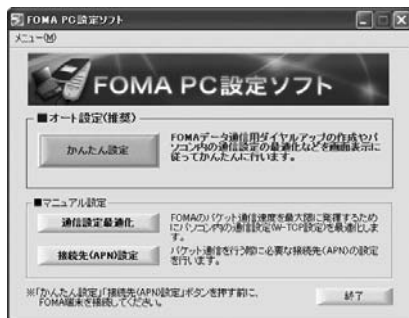 FOMA PC設定ソフト
メニュー(M)
FOMA PC設定ソフト
■オート設定(推奨)
かんたん設定
FOMAデータ通信用ダイヤルアップの作成やパ
ソコン内の通信設定の最適化などを画面表示に
従ってかんたんに行います。
■マニュアル設定
通信設定最適化
FOMAのパケット通信速度を最大限に発揮するため
にパソコン内の通信設定(W-TCP設定)を最適化しま
す。
接続先(APN)設定
パケット通信を行う際に必要な接続先(APN)の設定
を行います。
※「かんたん設定」「接続先(APN)設定」ボタンを押す前に、
FOMA端末を接続してください。
終了